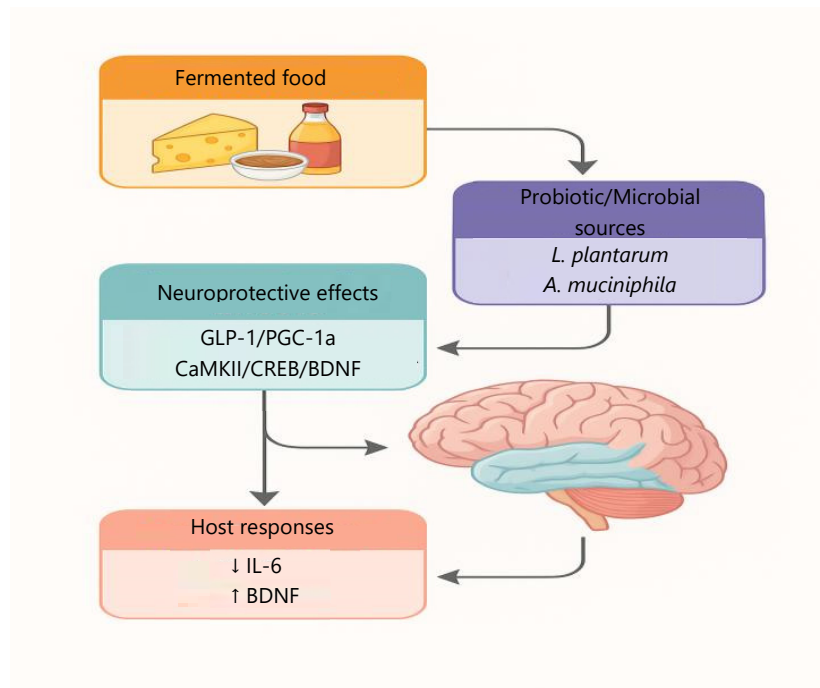 Fermented food
Probiotic/Microbial
sources
L. plantarum
A. muciniphila
Neuroprotective effects
GLP-1/PGC-1a
CaMKII/CREB/BDNF
Host responses
↓ IL-6
↑ BDNF